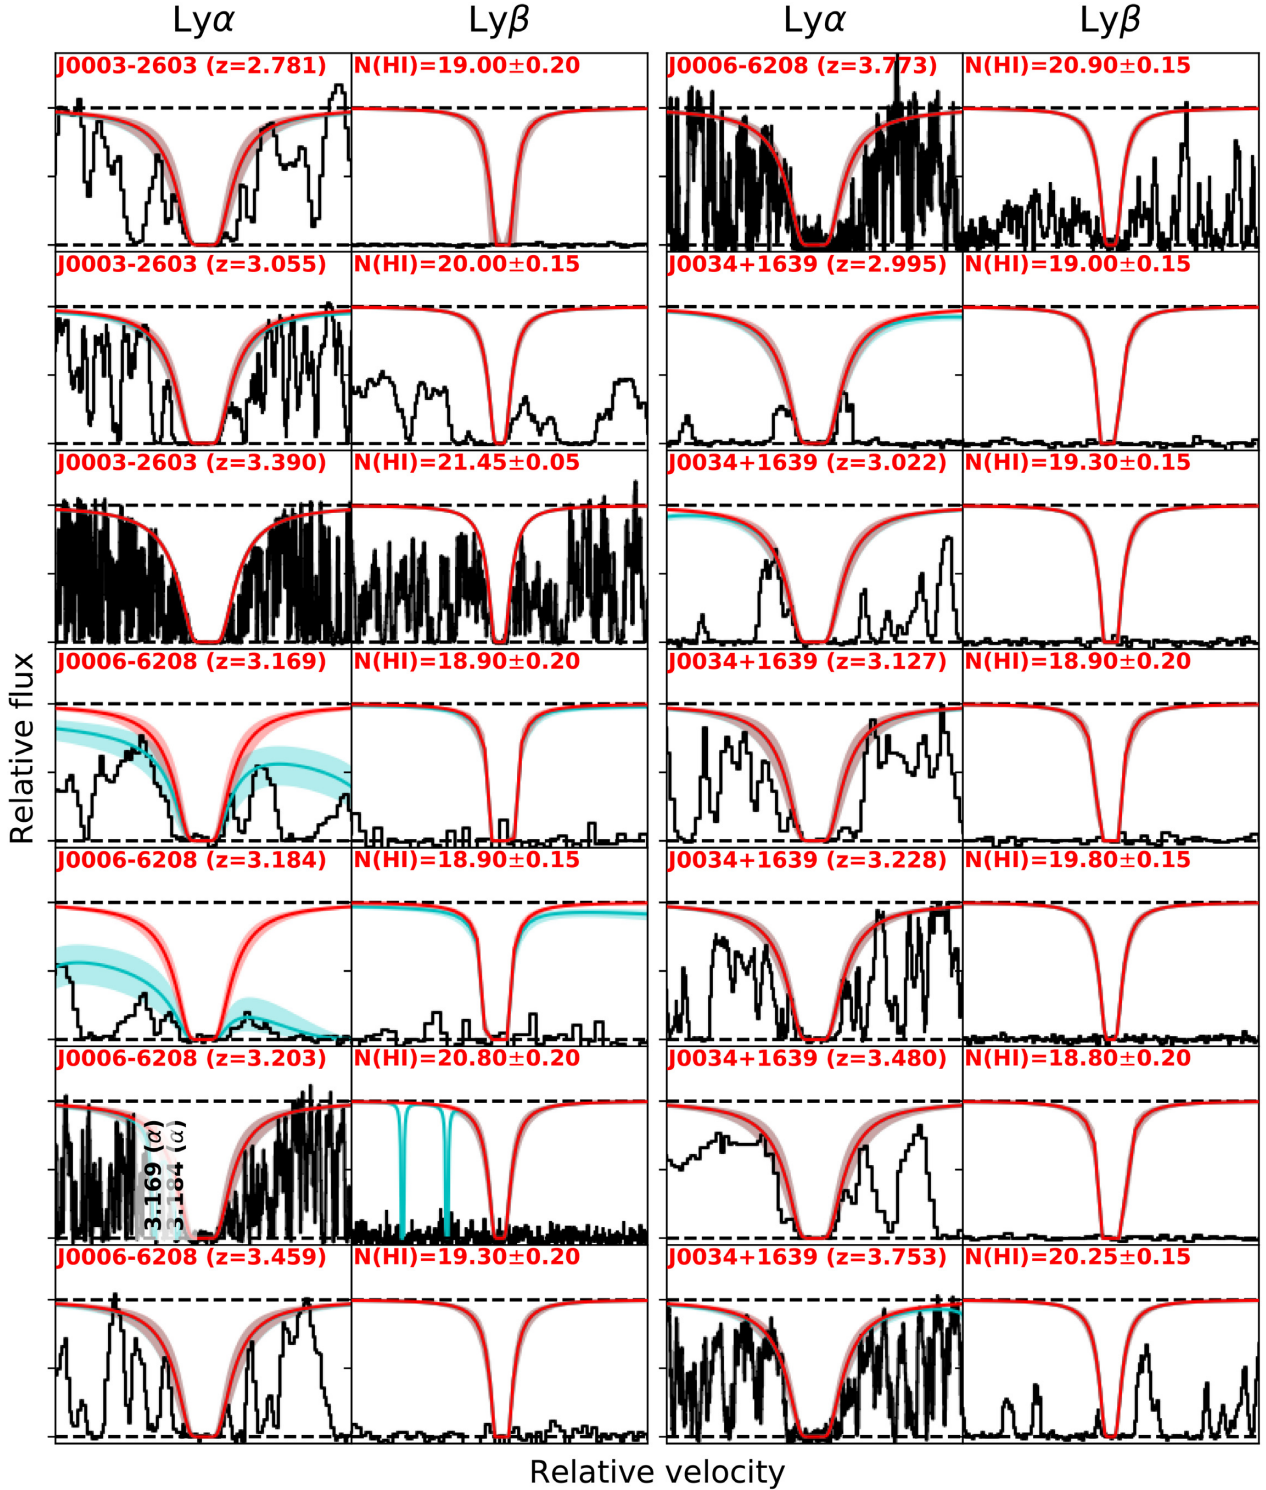 Lyα Lyβ Lyα Lyβ
J0003-2603 (z=2.781) N(HI)=19.00±0.20 J0006-6208 (z=3.773) N(HI)=20.90±0.15
J0003-2603 (z=3.055) N(HI)=20.00±0.15 J0034+1639 (z=2.995) N(HI)=19.00±0.15
J0003-2603 (z=3.390) N(HI)=21.45±0.05 J0034+1639 (z=3.022) N(HI)=19.30±0.15
J0006-6208 (z=3.169) N(HI)=18.90±0.20 J0034+1639 (z=3.127) N(HI)=18.90±0.20
J0006-6208 (z=3.184) N(HI)=18.90±0.15 J0034+1639 (z=3.228) N(HI)=19.80±0.15
J0006-6208 (z=3.203) N(HI)=20.80±0.20 J0034+1639 (z=3.480) N(HI)=18.80±0.20
3.169 (α)
3.184 (α)
J0006-6208 (z=3.459) N(HI)=19.30±0.20 J0034+1639 (z=3.753) N(HI)=20.25±0.15
Relative flux
Relative velocity